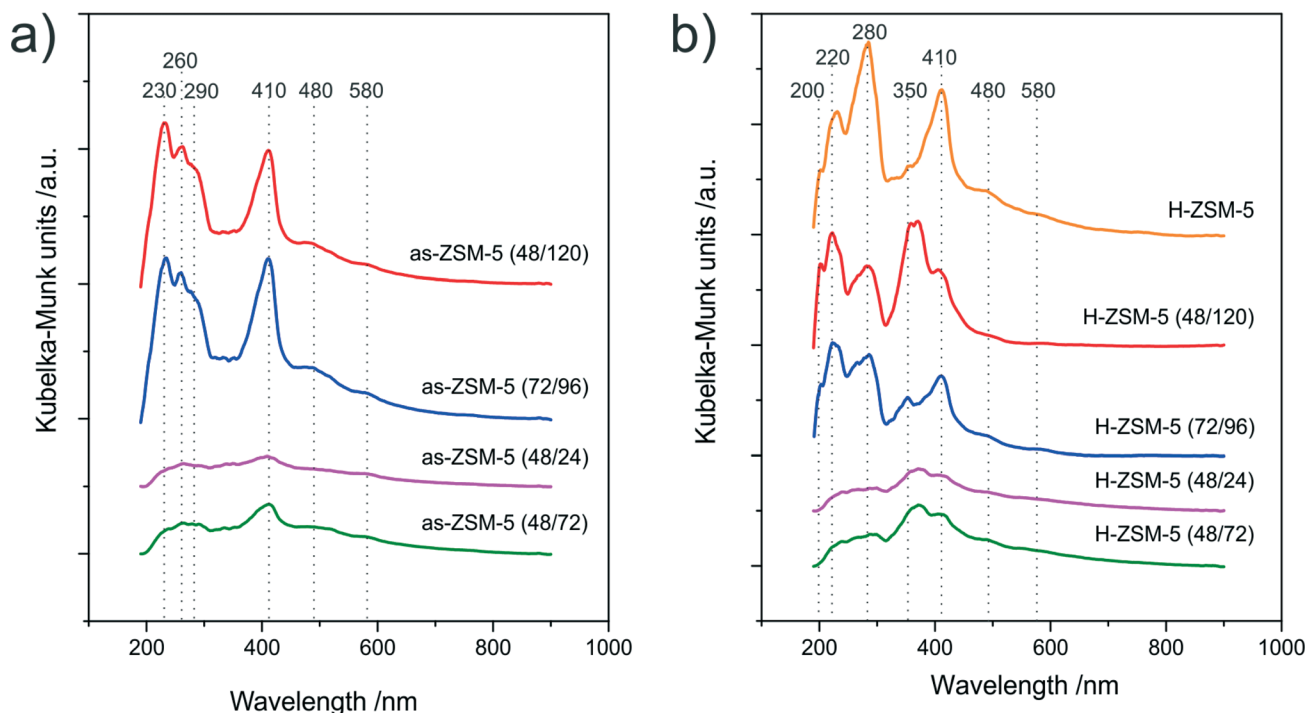 a)
260
230 290 410 480 580
as-ZSM-5 (48/120)
as-ZSM-5 (72/96)
as-ZSM-5 (48/24)
as-ZSM-5 (48/72)
Kubelka-Munk units /a.u.
200 400 600 800 1000
Wavelength /nm
b)
280
220 410
200 350 480 580
H-ZSM-5
H-ZSM-5 (48/120)
H-ZSM-5 (72/96)
H-ZSM-5 (48/24)
H-ZSM-5 (48/72)
Kubelka-Munk units /a.u.
200 400 600 800 1000
Wavelength /nm